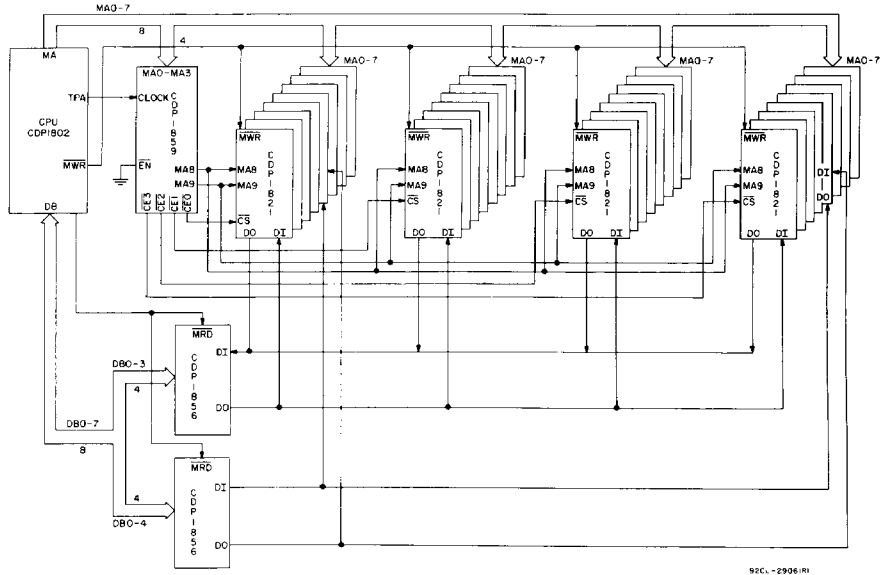 MA0-7
8
4
MA
CPU
CDP1802
TPA
MWR
DB
MA0-MA3
CLOCK
CDP1859
EN
MA8
MA9
CE3
CE2
CE1
CE0
MA0-7
MWR
MA8
MA9
CS
CDP1821
DO
DI
MA0-7
MWR
MA8
MA9
CS
CDP1821
DO
DI
MA0-7
MWR
MA8
MA9
CS
CDP1821
DO
DI
MA0-7
MWR
MA8
MA9
CS
CDP1821
DI
DO
DO
DI
MRD
DI
CDP1856
DO
DB0-3
4
DB0-7
8
MRD
DI
CDP1856
DO
4
DB0-4